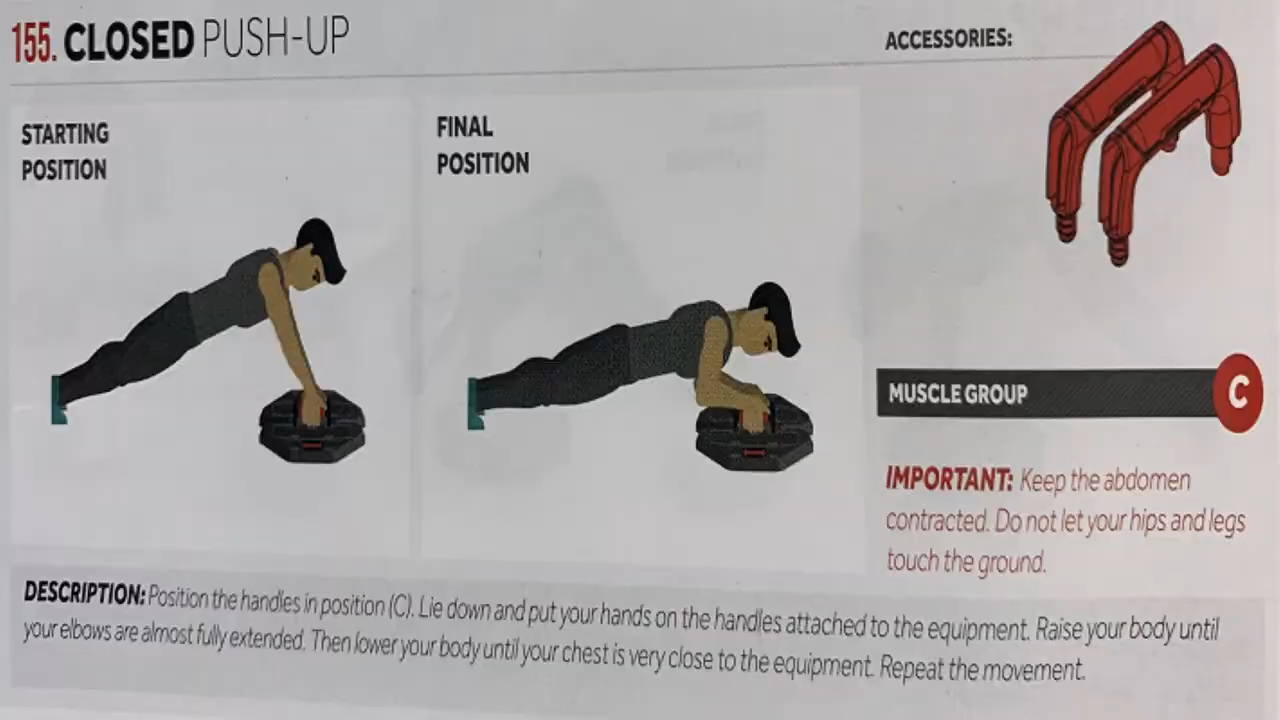 155. CLOSED PUSH-UP
ACCESSORIES:
STARTING
POSITION
FINAL
POSITION
MUSCLE GROUP
C
IMPORTANT: Keep the abdomen
contracted. Do not let your hips and legs
touch the ground.
DESCRIPTION: Position the handles in position (C). Lie down and put your hands on the handles attached to the equipment. Raise your body until
your elbows are almost fully extended. Then lower your body until your chest is very close to the equipment. Repeat the movement.